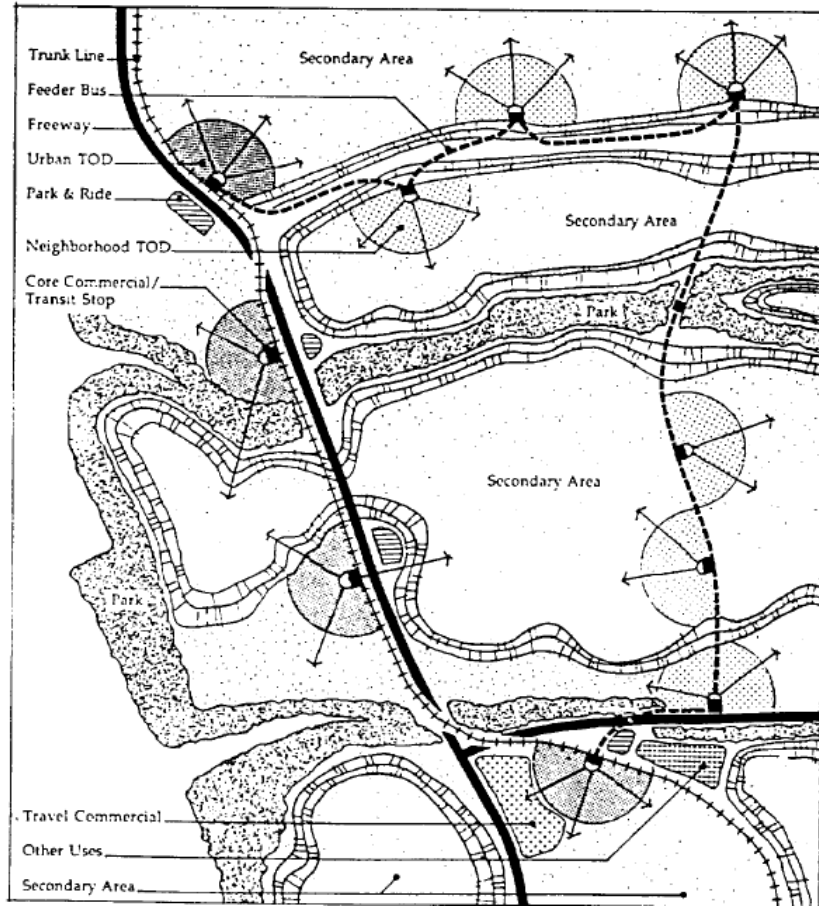 Trunk Line
Secondary Area
Feeder Bus
Freeway
Urban TOD
Park & Ride
Secondary Area
Neighborhood TOD
Core Commercial/
Transit Stop
Park
Secondary Area
Park
Travel Commercial
Other Uses
Secondary Area